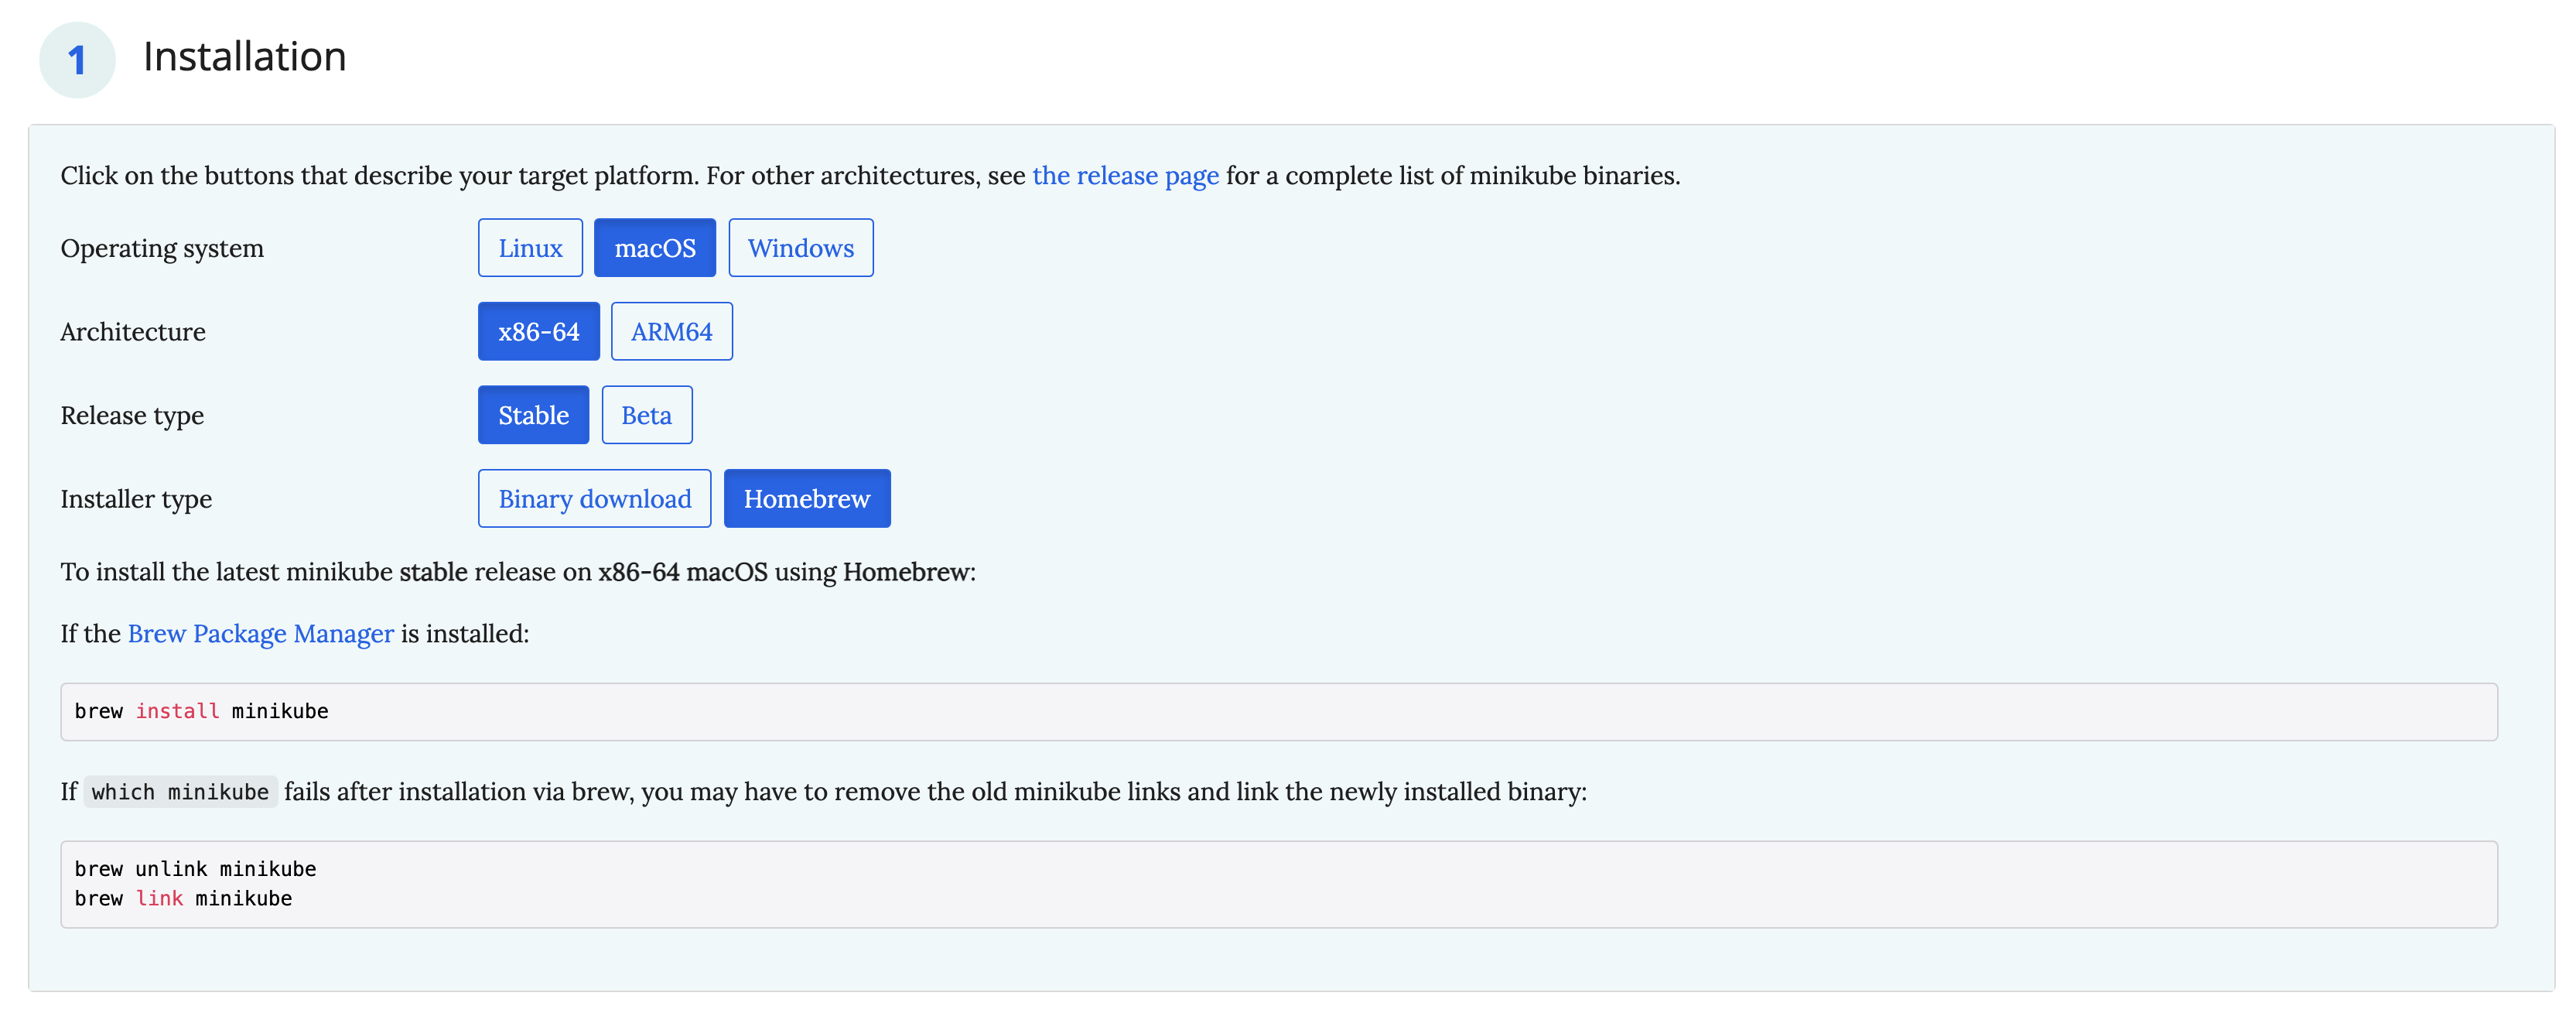 1 Installation
Click on the buttons that describe your target platform. For other architectures, see the release page for a complete list of minikube binaries.
Operating system Linux macOS Windows
Architecture x86-64 ARM64
Release type Stable Beta
Installer type Binary download Homebrew
To install the latest minikube stable release on x86-64 macOS using Homebrew:
If the Brew Package Manager is installed:
brew install minikube
If which minikube fails after installation via brew, you may have to remove the old minikube links and link the newly installed binary:
brew unlink minikube
brew link minikube